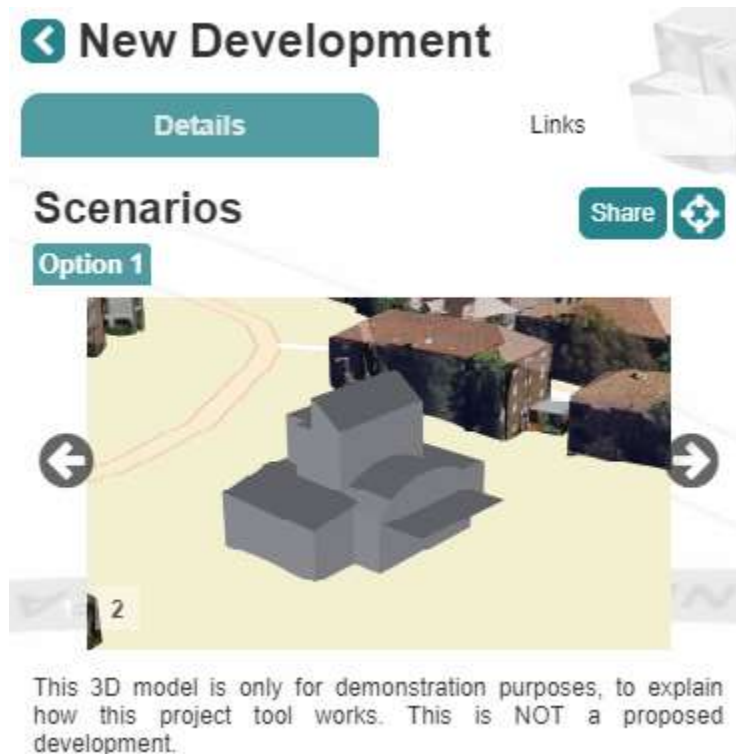 New Development
Details
Links
Scenarios
Share
Option 1
2
This 3D model is only for demonstration purposes, to explain
how this project tool works. This is NOT a proposed
development.